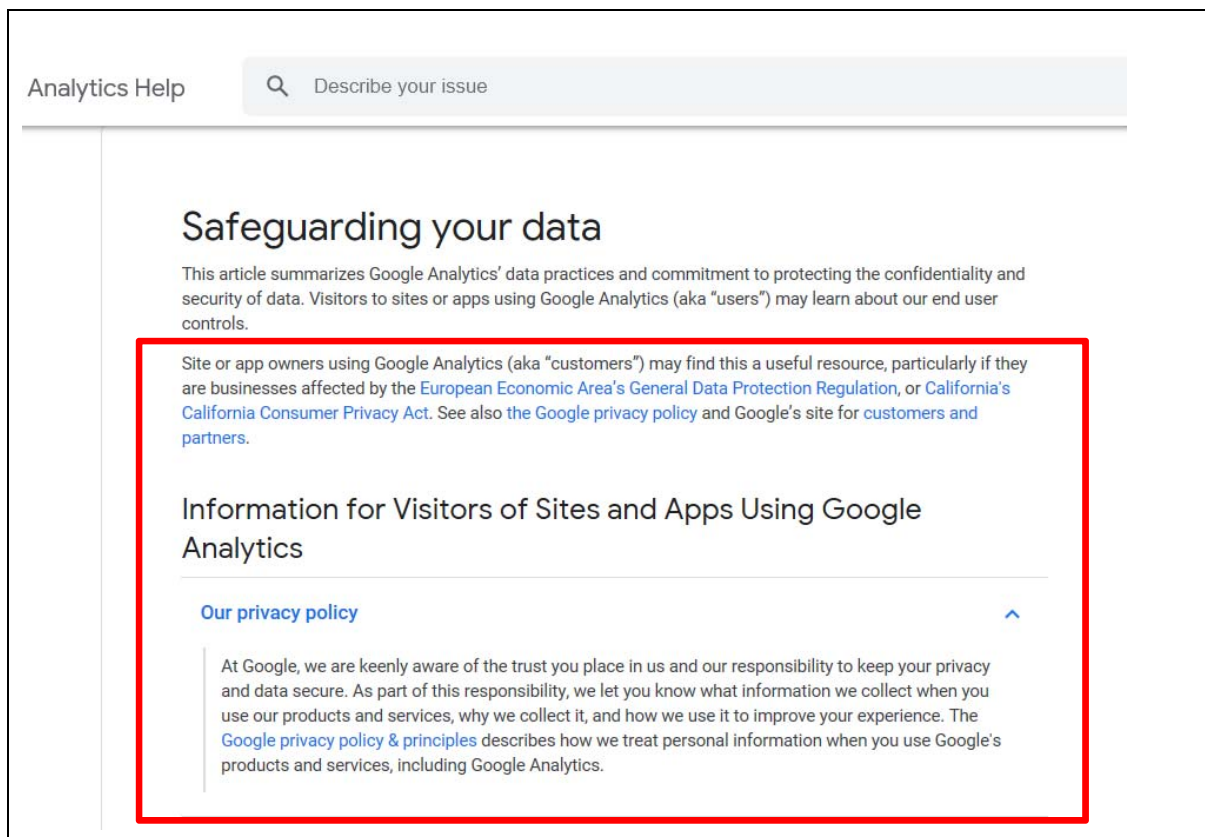 Analytics Help
Describe your issue
Safeguarding your data
This article summarizes Google Analytics’ data practices and commitment to protecting the confidentiality and
security of data. Visitors to sites or apps using Google Analytics (aka “users”) may learn about our end user
controls.
Site or app owners using Google Analytics (aka “customers”) may find this a useful resource, particularly if they
are businesses affected by the European Economic Area’s General Data Protection Regulation, or California's
California Consumer Privacy Act. See also the Google privacy policy and Google’s site for customers and
partners.
Information for Visitors of Sites and Apps Using Google
Analytics
Our privacy policy
At Google, we are keenly aware of the trust you place in us and our responsibility to keep your privacy
and data secure. As part of this responsibility, we let you know what information we collect when you
use our products and services, why we collect it, and how we use it to improve your experience. The
Google privacy policy & principles describes how we treat personal information when you use Google's
products and services, including Google Analytics.